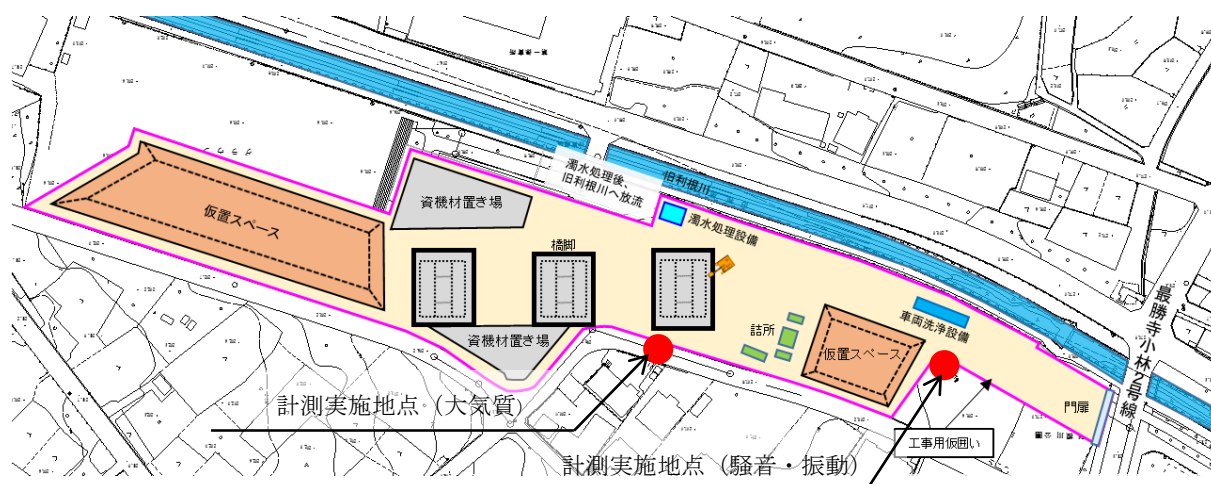 濁水処理後、
旧利根川へ放流
旧利根川
資機材置き場
仮置スペース
濁水処理設備
橋脚
最勝寺小林2号線
車両洗浄設備
詰所
資機材置き場
仮置スペース
計測実施地点（大気質）
門扉
工事用仮囲い
計測実施地点（騒音・振動）